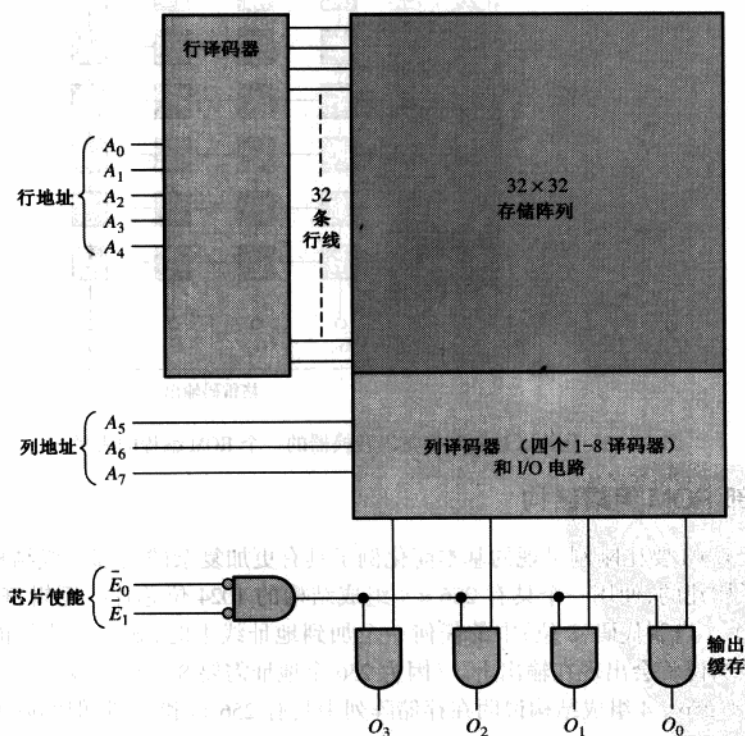 行译码器
行地址
A₀
A₁
A₂
A₃
A₄
32
条
行线
32 × 32
存储阵列
列地址
A₅
A₆
A₇
列译码器 （四个 1-8 译码器）
和 I/O 电路
芯片使能
Ē₀
Ē₁
输出
缓存
O₃
O₂
O₁
O₀